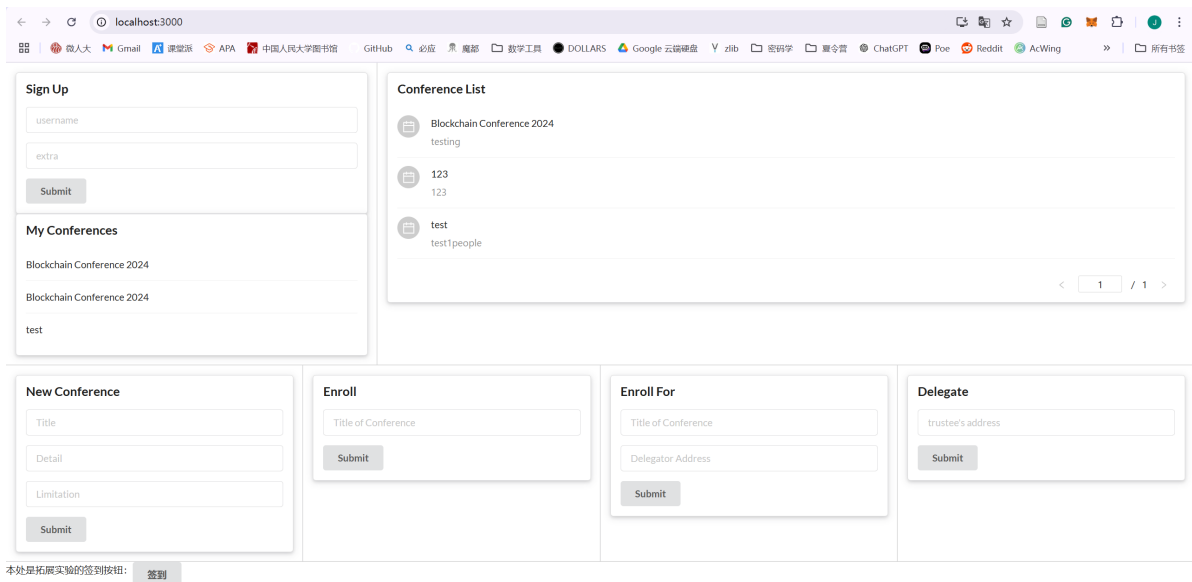 localhost:3000
微人大 Gmail 课堂派 APA 中国人民大学图书馆 GitHub 必应 魔都 数学工具 DOLLARS Google 云端硬盘 zlib 密码学 夏令营 ChatGPT Poe Reddit AcWing » 所有书签
Sign Up
username
extra
Submit
My Conferences
Blockchain Conference 2024
Blockchain Conference 2024
test
Conference List
Blockchain Conference 2024
testing
123
123
test
test1people
< 1 / 1 >
New Conference
Title
Detail
Limitation
Submit
Enroll
Title of Conference
Submit
Enroll For
Title of Conference
Delegator Address
Submit
Delegate
trustee's address
Submit
本处是拓展实验的签到按钮: 签到